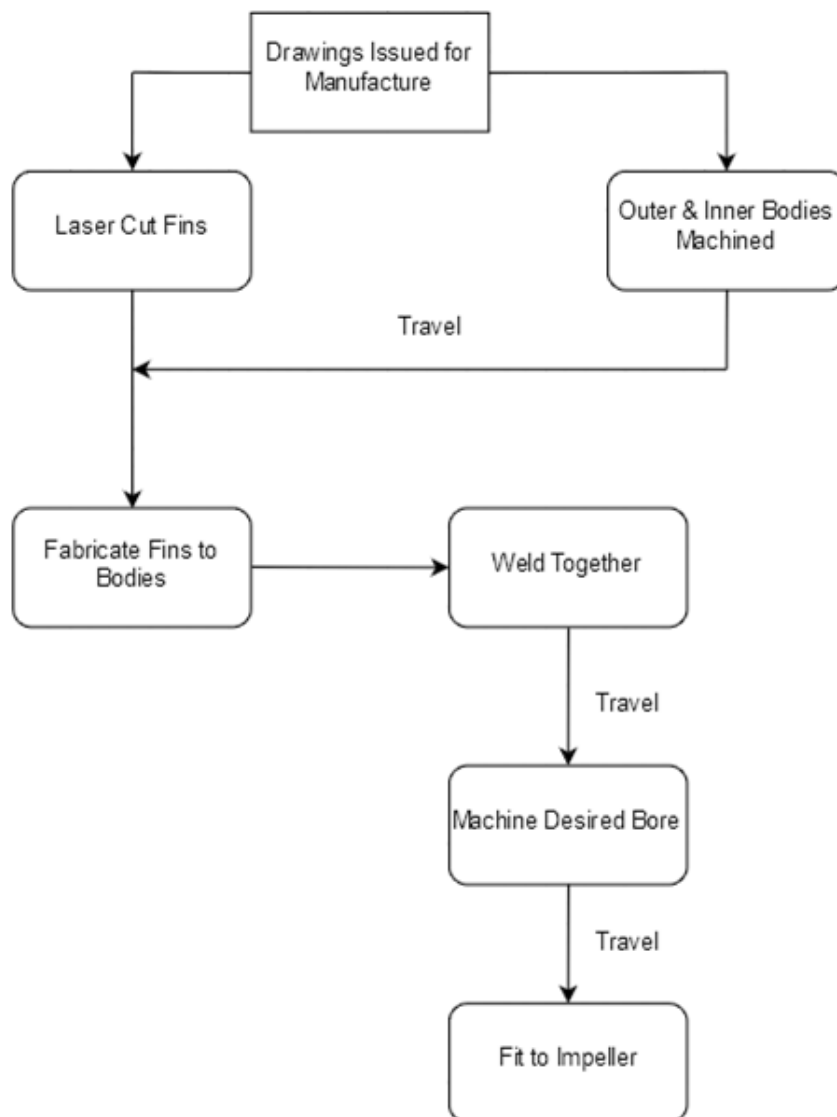 Drawings Issued for
Manufacture
Laser Cut Fins
Outer & Inner Bodies
Machined
Travel
Fabricate Fins to
Bodies
Weld Together
Travel
Machine Desired Bore
Travel
Fit to Impeller